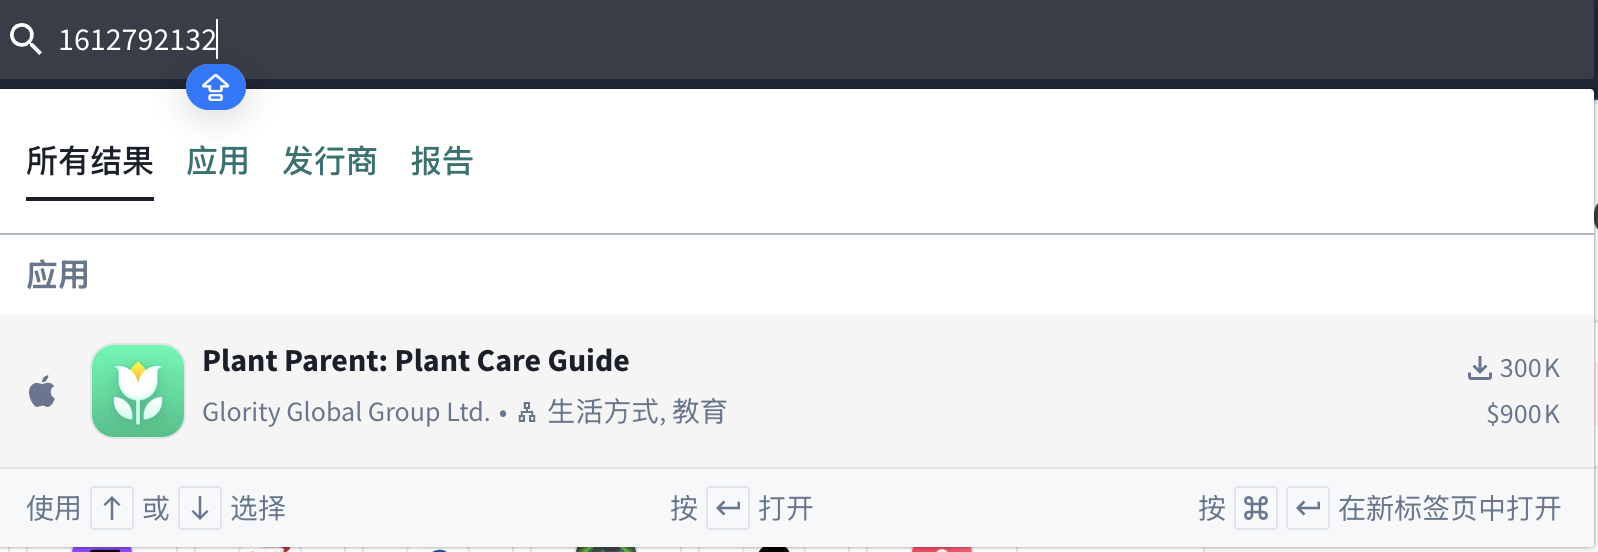 1612792132
所有结果 应用 发行商 报告
应用
Plant Parent: Plant Care Guide
300K
Glority Global Group Ltd. • 生活方式, 教育
$900K
使用 ↑ 或 ↓ 选择 按 ↵ 打开 按 ⌘ ↵ 在新标签页中打开